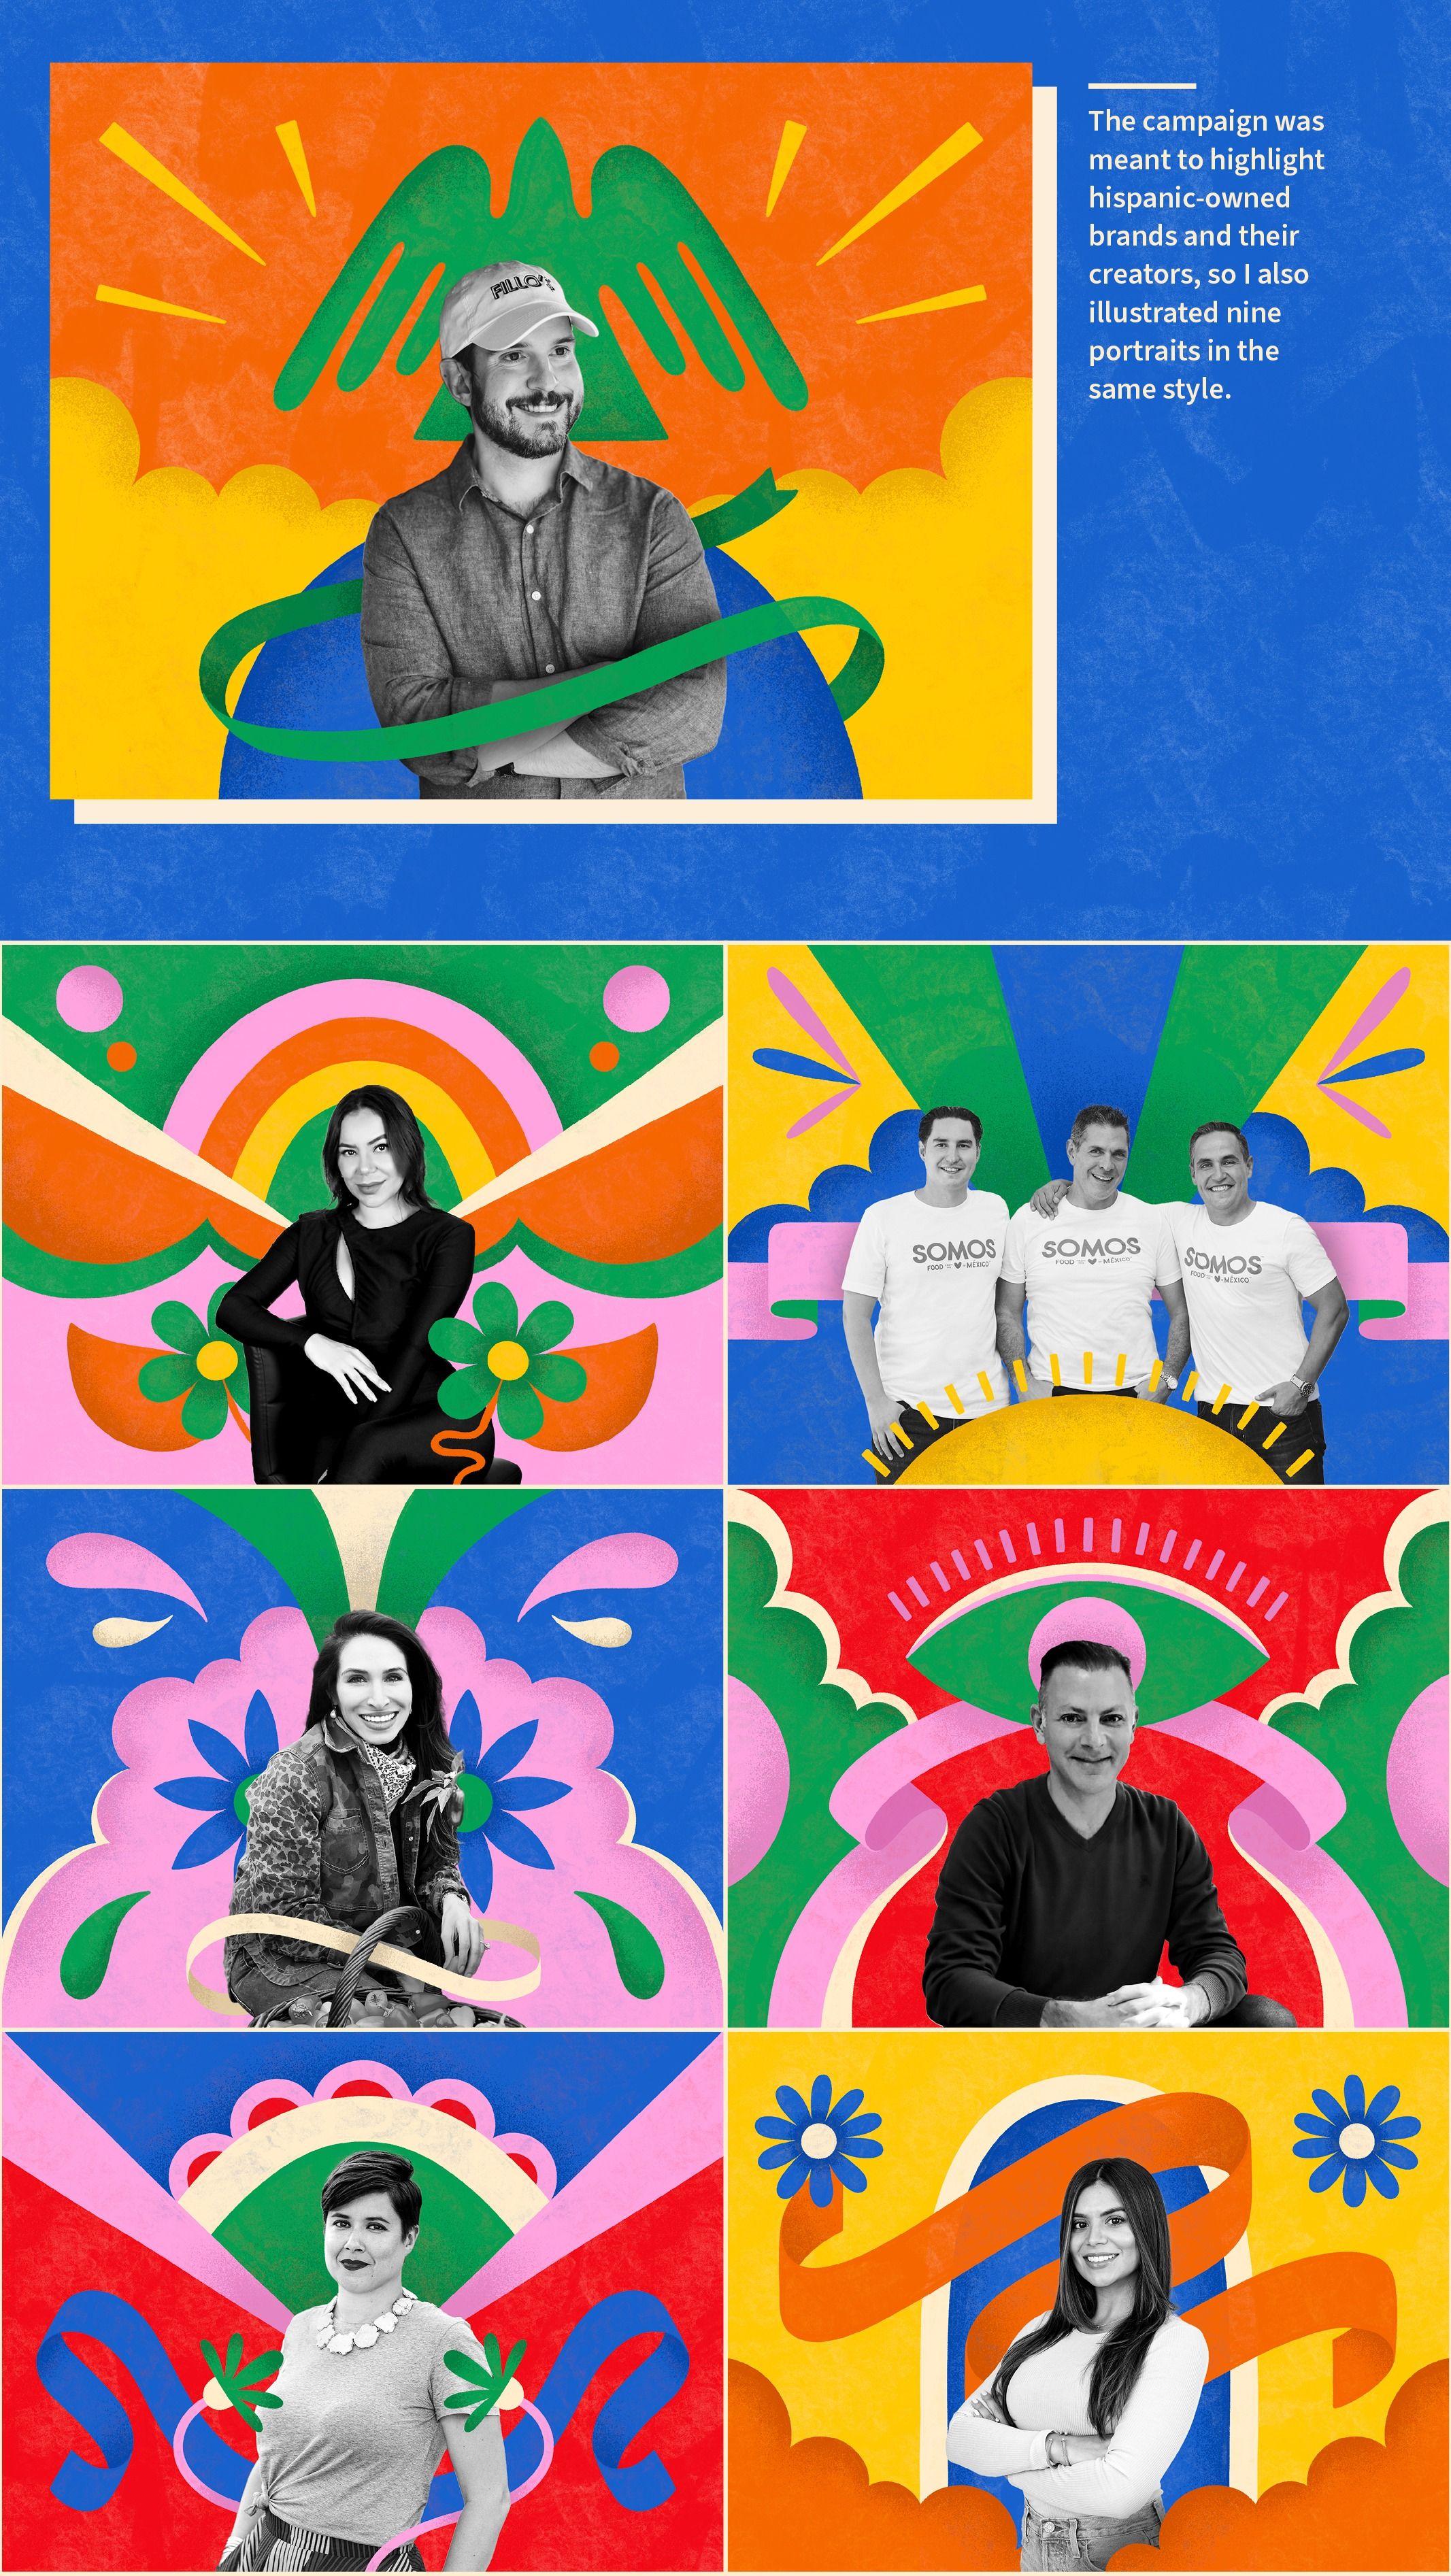 The campaign was
meant to highlight
hispanic-owned
brands and their
creators, so I also
illustrated nine
portraits in the
same style.
FILLO'S
SOMOS
FOOD FROM MÉXICO
SOMOS
FOOD MÉXICO
SOMOS
FOOD MÉXICO